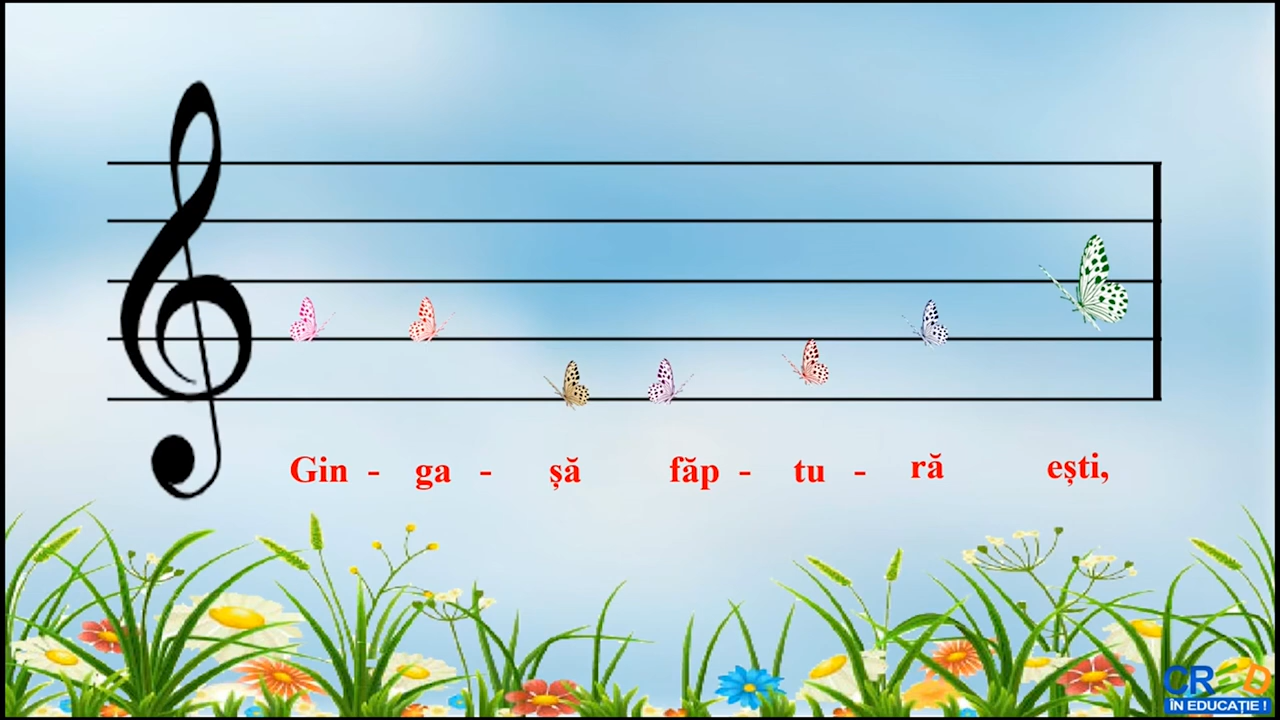 Gin - ga - șă făp - tu - ră ești,
CRED
ÎN EDUCAȚIE !